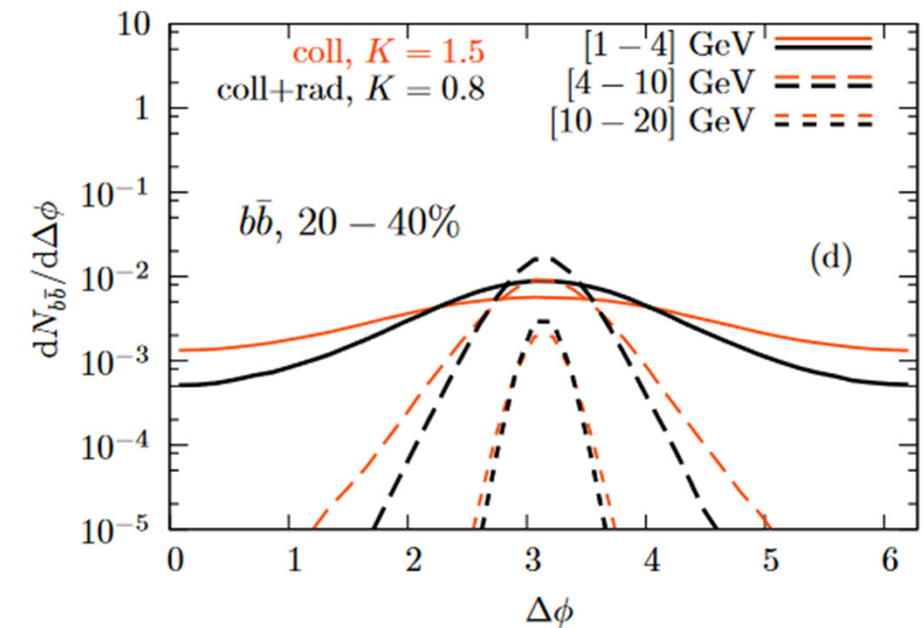 coll, K = 1.5
coll+rad, K = 0.8
[1 − 4] GeV
[4 − 10] GeV
[10 − 20] GeV
bb̄, 20 − 40%
(d)
dN_{bb̄}/dΔϕ
10
1
10⁻¹
10⁻²
10⁻³
10⁻⁴
10⁻⁵
0 1 2 3 4 5 6
Δϕ